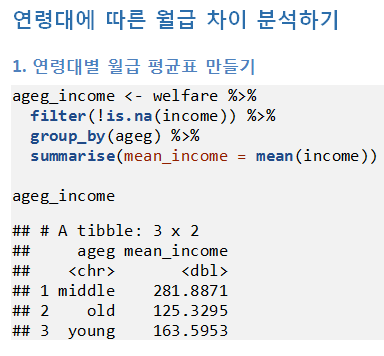 연령대에 따른 월급 차이 분석하기
1. 연령대별 월급 평균표 만들기
ageg_income <- welfare %>%
  filter(!is.na(income)) %>%
  group_by(ageg) %>%
  summarise(mean_income = mean(income))
ageg_income
## # A tibble: 3 x 2
##     ageg mean_income
##    <chr>       <dbl>
## 1 middle    281.8871
## 2    old    125.3295
## 3  young    163.5953